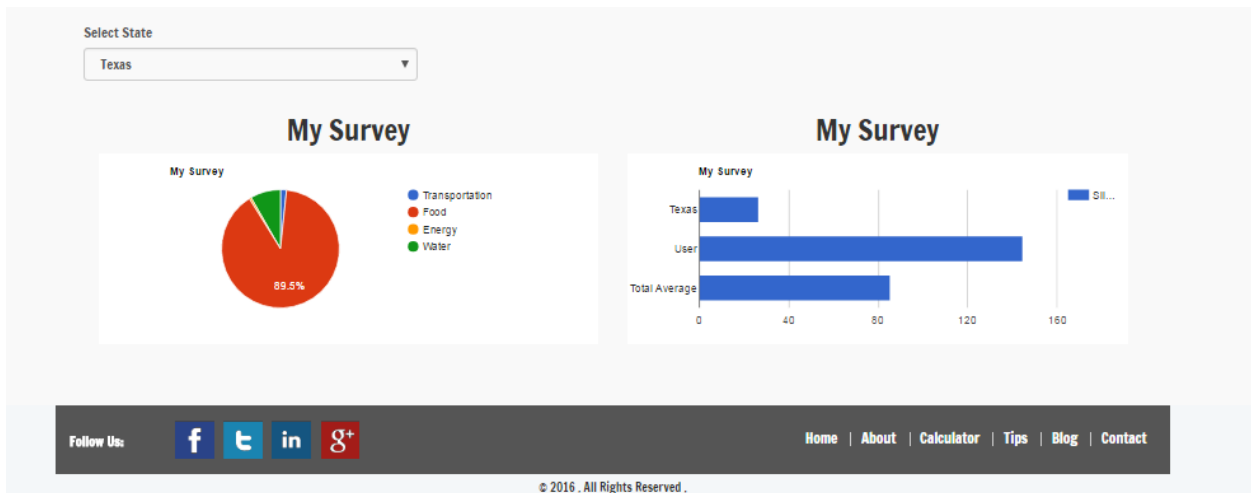 Select State
Texas
My Survey
My Survey
Transportation
Food
Energy
Water
89.5%
My Survey
My Survey
Texas
User
Total Average
0 40 80 120 160
Sil...
Follow Us:
f t in g+
Home | About | Calculator | Tips | Blog | Contact
© 2016 . All Rights Reserved .